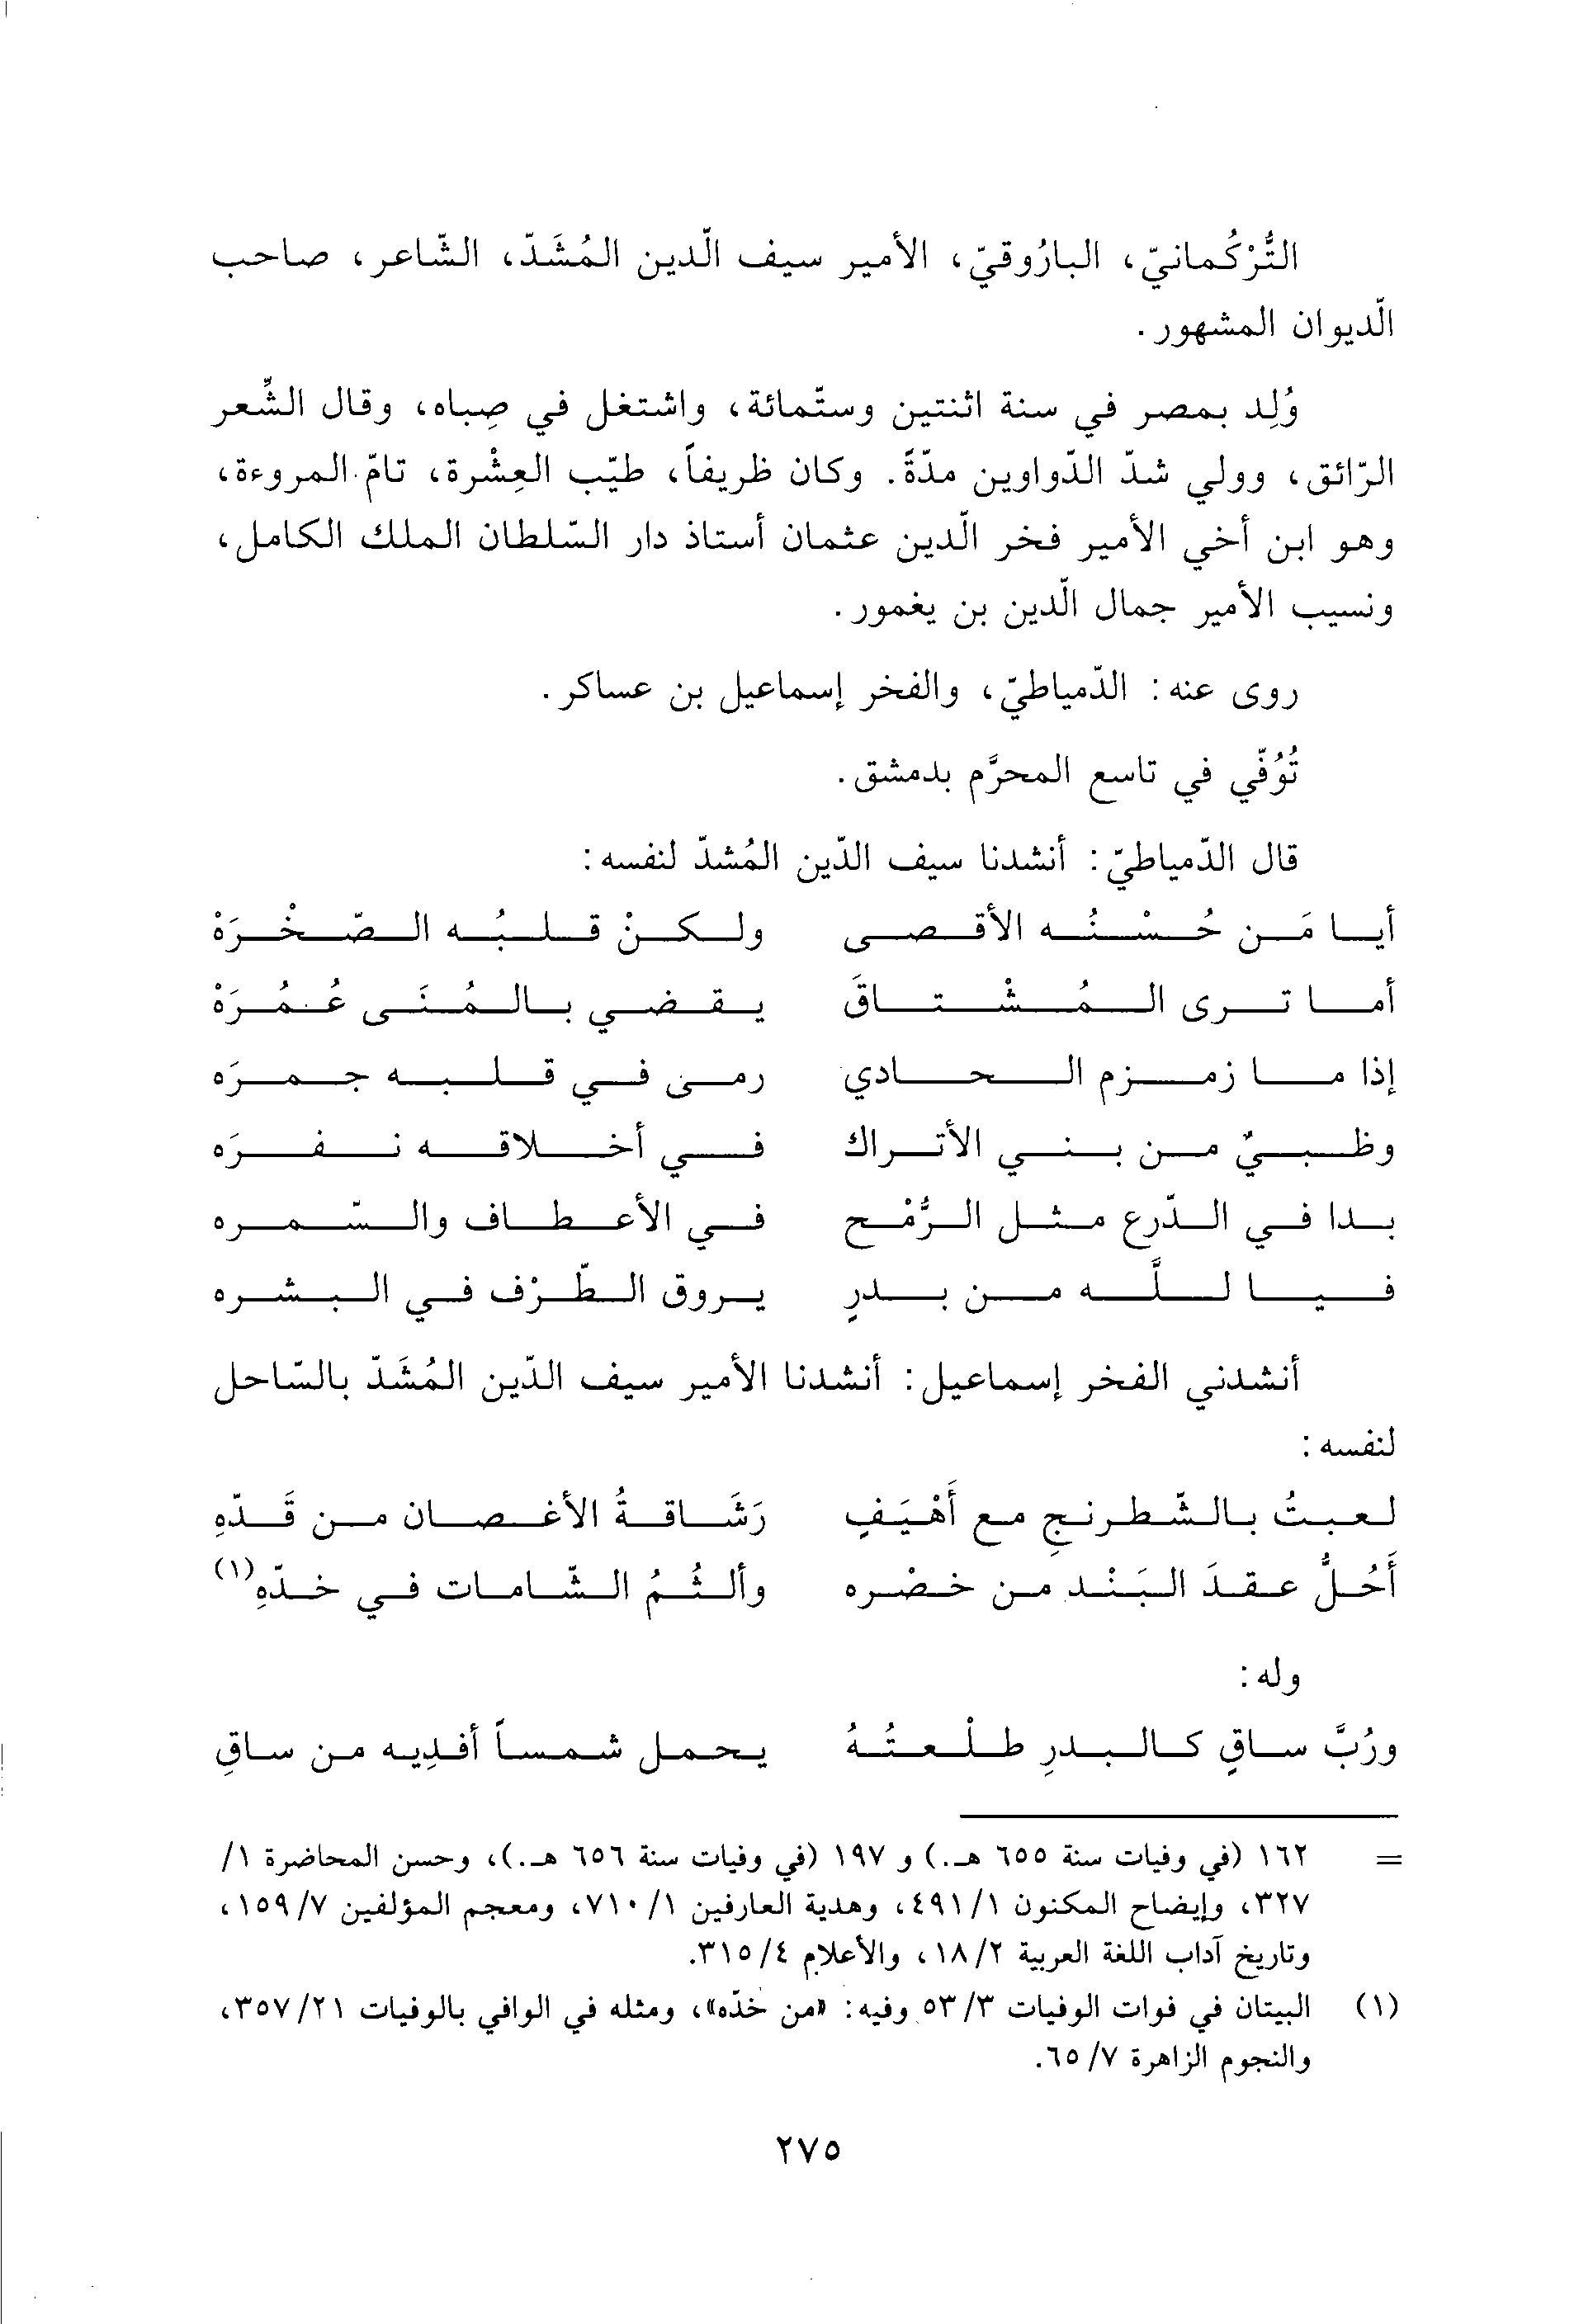 التُّرْكُمانيّ، البارُوقيّ، الأمير سيف الّدين المُشَدّ، الشّاعر، صاحب
الّديوان المشهور.
وُلِد بمصر في سنة اثنتين وستّمائة، واشتغل في صِباه، وقال الشِّعر
الرّائق، وولي شدّ الدّواوين مدّةً. وكان ظريفاً، طيّب العِشْرة، تامّ المروءة،
وهو ابن أخي الأمير فخر الّدين عثمان أستاذ دار السّلطان الملك الكامل،
ونسيب الأمير جمال الّدين بن يغمور.
روى عنه: الدّمياطيّ، والفخر إسماعيل بن عساكر.
تُوُفّي في تاسع المحرَّم بدمشق.
قال الدّمياطيّ: أنشدنا سيف الدّين المُشدّ لنفسه:
أيا مَن حُسْنُه الأقصى ولكنْ قلبُه الصّخْرَهْ
أما ترى المُشْتاقَ يقضي بالمُنَى عُمُرَهْ
إذا ما زمزم الحادي رمى في قلبه جمرَه
وظبيٌ من بني الأتراك في أخلاقه نفرَه
بدا في الدّرع مثل الرُّمْح في الأعطاف والسّمره
فيا للَّه من بدرٍ يروق الطّرْف في البشره
أنشدني الفخر إسماعيل: أنشدنا الأمير سيف الدّين المُشَدّ بالسّاحل
لنفسه:
لعبتُ بالشّطرنجِ مع أَهْيَفٍ رَشَاقةُ الأغصان من قَدّهِ
أَحُلُّ عقدَ البَنْد من خصْره وألثُمُ الشّامات في خدّهِ(١)
وله:
ورُبَّ ساقٍ كالبدرِ طلْعتُهُ يحمل شمساً أفدِيه من ساقِ
= ١٦٢ (في وفيات سنة ٦٥٥ هـ.) و ١٩٧ (في وفيات سنة ٦٥٦ هـ.)، وحسن المحاضرة ١/
٣٢٧، وإيضاح المكنون ١/ ٤٩١، وهدية العارفين ١/ ٧١٠، ومعجم المؤلفين ٧/ ١٥٩،
وتاريخ آداب اللغة العربية ٢/ ١٨، والأعلام ٤/ ٣١٥.
(١) البيتان في فوات الوفيات ٣/ ٥٣ وفيه: «من خدّه»، ومثله في الوافي بالوفيات ٢١/ ٣٥٧،
والنجوم الزاهرة ٧/ ٦٥.
٢٧٥